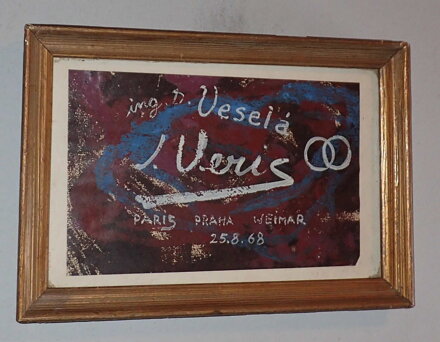 ing. D. Veselá
J Veris
PARIS PRAHA WEIMAR
25.8.68